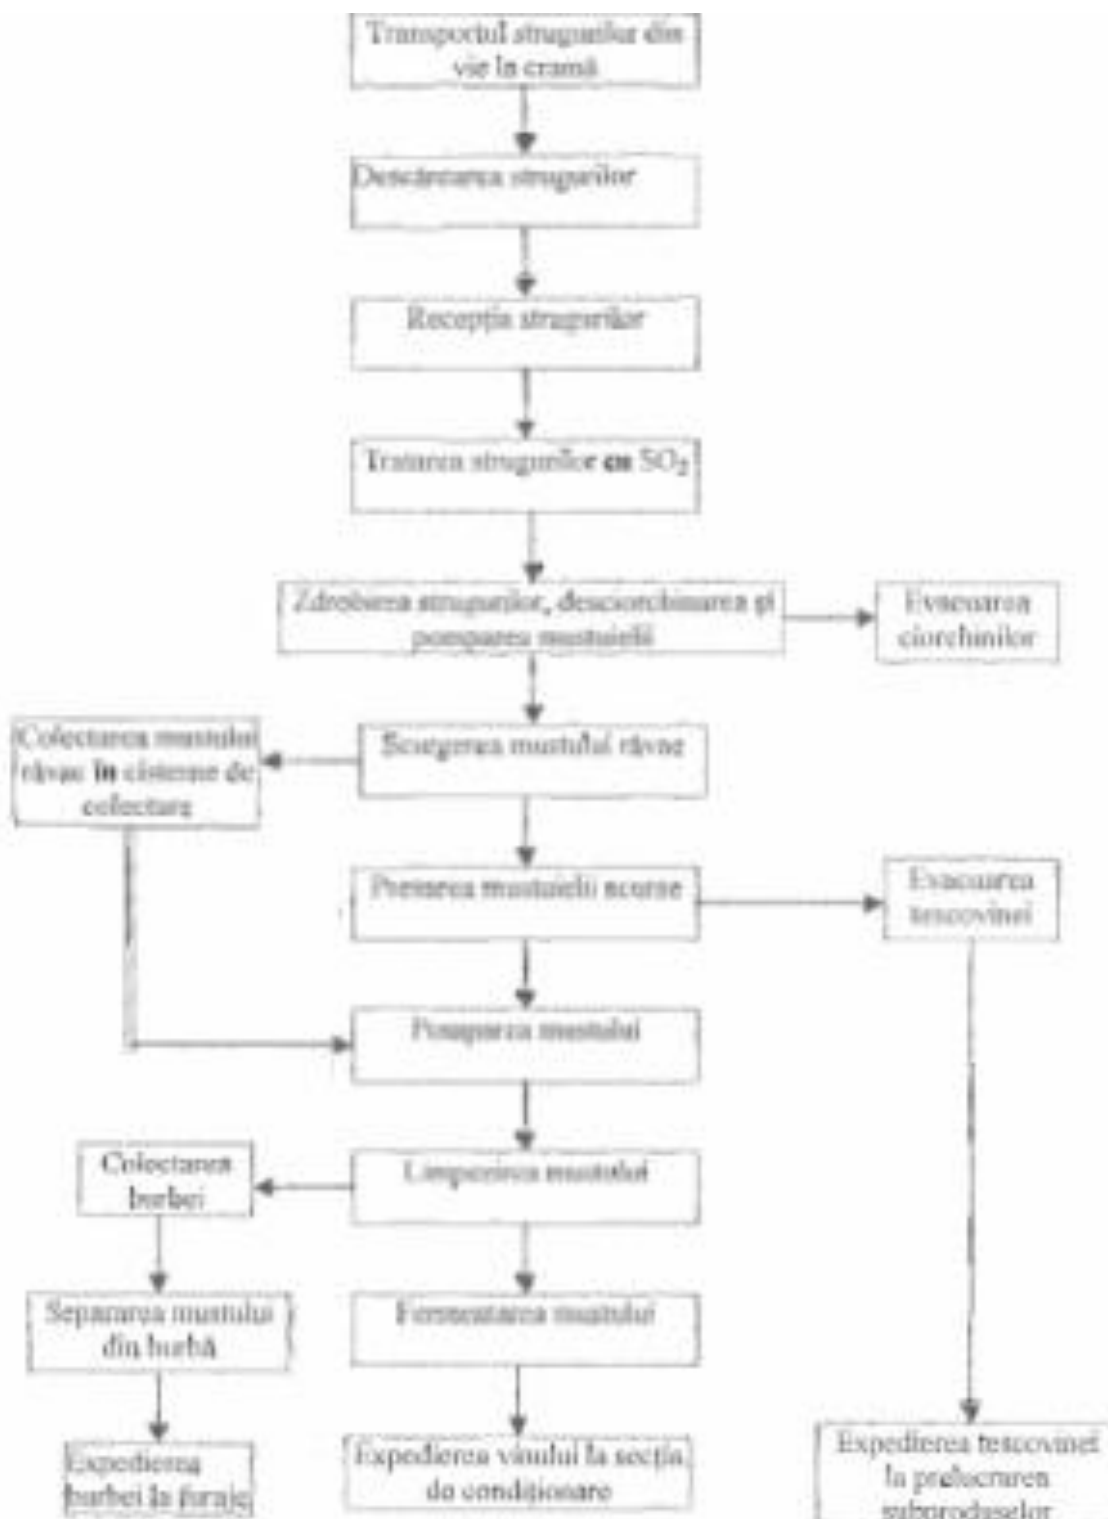 Transportul strugurilor din
vie la cramă
Descărcarea strugurilor
Recepția strugurilor
Tratarea strugurilor cu SO2
Zdrobirea strugurilor, desciorchinarea și
pomparea mustuielii
Evacuarea
ciorchinilor
Colectarea mustului
răvac în cisterne de
colectare
Scurgerea mustului răvac
Presarea mustuielii scurse
Evacuarea
tescovinei
Pomparea mustului
Colectarea
burbei
Limpezirea mustului
Separarea mustului
din burbă
Fermentarea mustului
Expedierea
burbei la furaje
Expedierea vinului la secția
de condiționare
Expedierea tescovinei
la prelucrarea
subproduselor